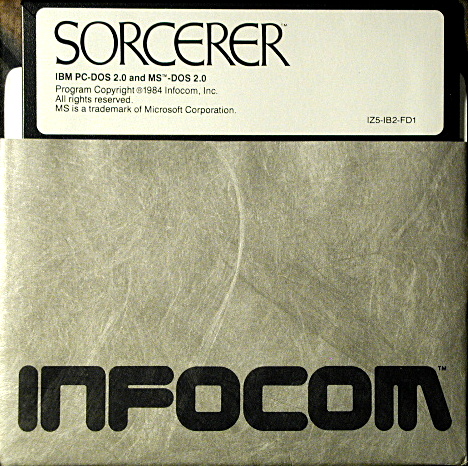 SORCERER™
IBM PC-DOS 2.0 and MS™-DOS 2.0
Program Copyright ©1984 Infocom, Inc.
All rights reserved.
MS is a trademark of Microsoft Corporation.
IZ5-IB2-FD1
INFOCOM™